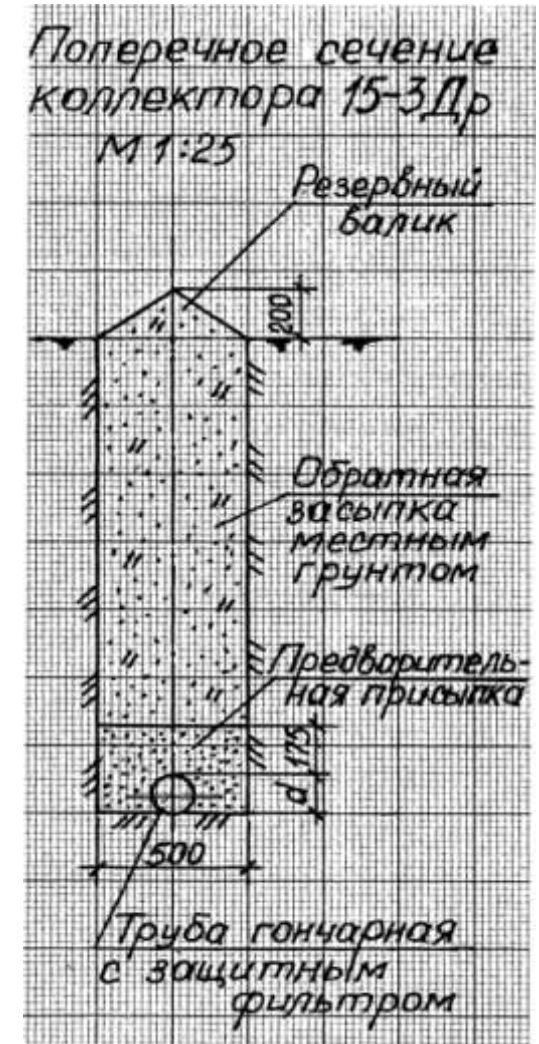 Поперечное сечение
коллектора 15-3Др
М 1:25
Резервный
валик
200
Обратная
засыпка
местным
грунтом
Предваритель-
ная присыпка
175
d
500
Труба гончарная
с защитным
фильтром